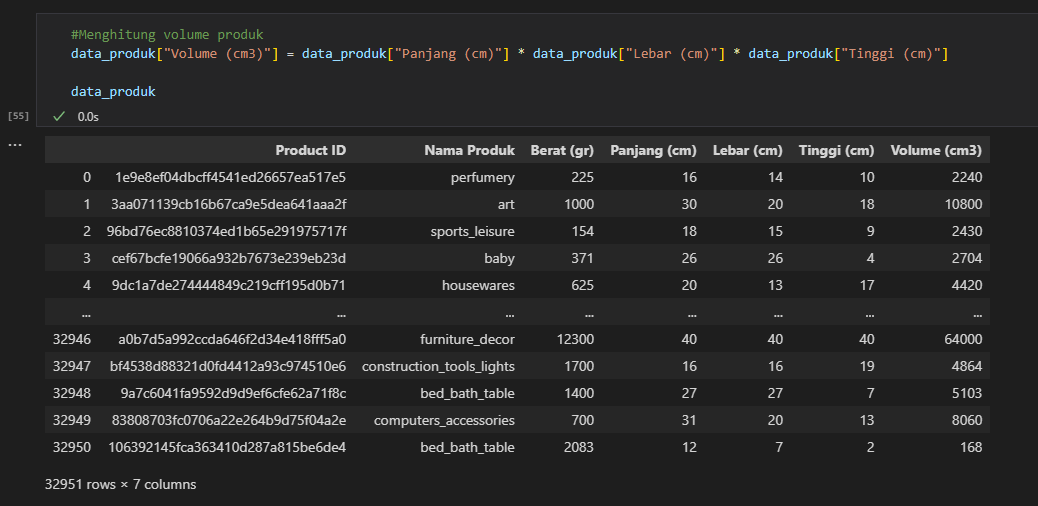 #Menghitung volume produk
data_produk["Volume (cm3)"] = data_produk["Panjang (cm)"] * data_produk["Lebar (cm)"] * data_produk["Tinggi (cm)"]
data_produk
[55] ✓ 0.0s
...
Product ID Nama Produk Berat (gr) Panjang (cm) Lebar (cm) Tinggi (cm) Volume (cm3)
0 1e9e8ef04dbcff4541ed26657ea517e5 perfumery 225 16 14 10 2240
1 3aa071139cb16b67ca9e5dea641aaa2f art 1000 30 20 18 10800
2 96bd76ec8810374ed1b65e291975717f sports_leisure 154 18 15 9 2430
3 cef67bcfe19066a932b7673e239eb23d baby 371 26 26 4 2704
4 9dc1a7de274444849c219cff195d0b71 housewares 625 20 13 17 4420
... ... ... ... ... ... ... ...
32946 a0b7d5a992ccda646f2d34e418fff5a0 furniture_decor 12300 40 40 40 64000
32947 bf4538d88321d0fd4412a93c974510e6 construction_tools_lights 1700 16 16 19 4864
32948 9a7c6041fa9592d9d9ef6cfe62a71f8c bed_bath_table 1400 27 27 7 5103
32949 83808703fc0706a22e264b9d75f04a2e computers_accessories 700 31 20 13 8060
32950 106392145fca363410d287a815be6de4 bed_bath_table 2083 12 7 2 168
32951 rows × 7 columns